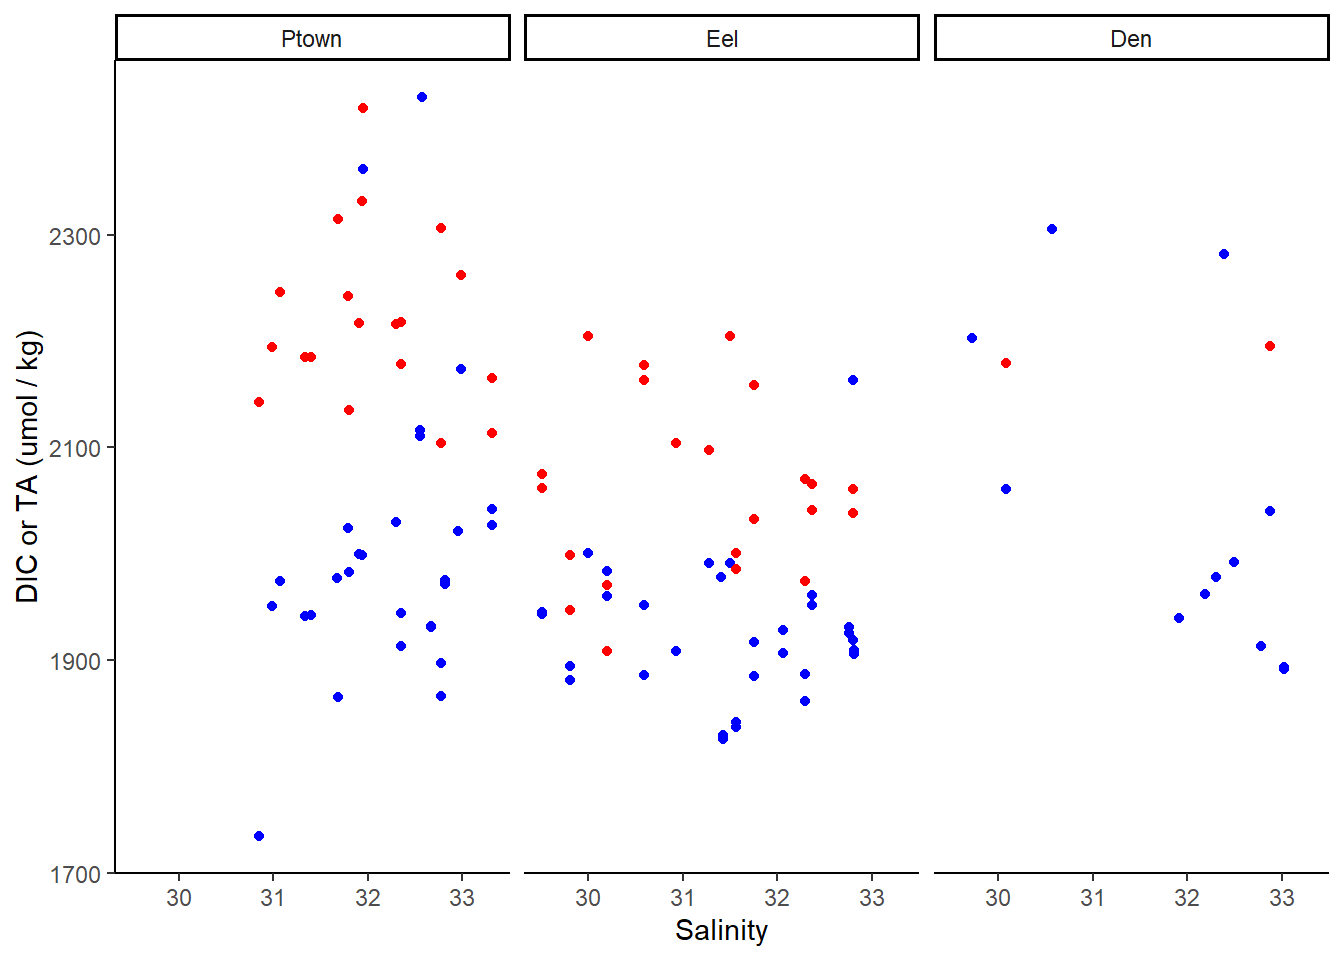 Ptown Eel Den
DIC or TA (umol / kg)
2300
2100
1900
1700
30 31 32 33 30 31 32 33 30 31 32 33
Salinity